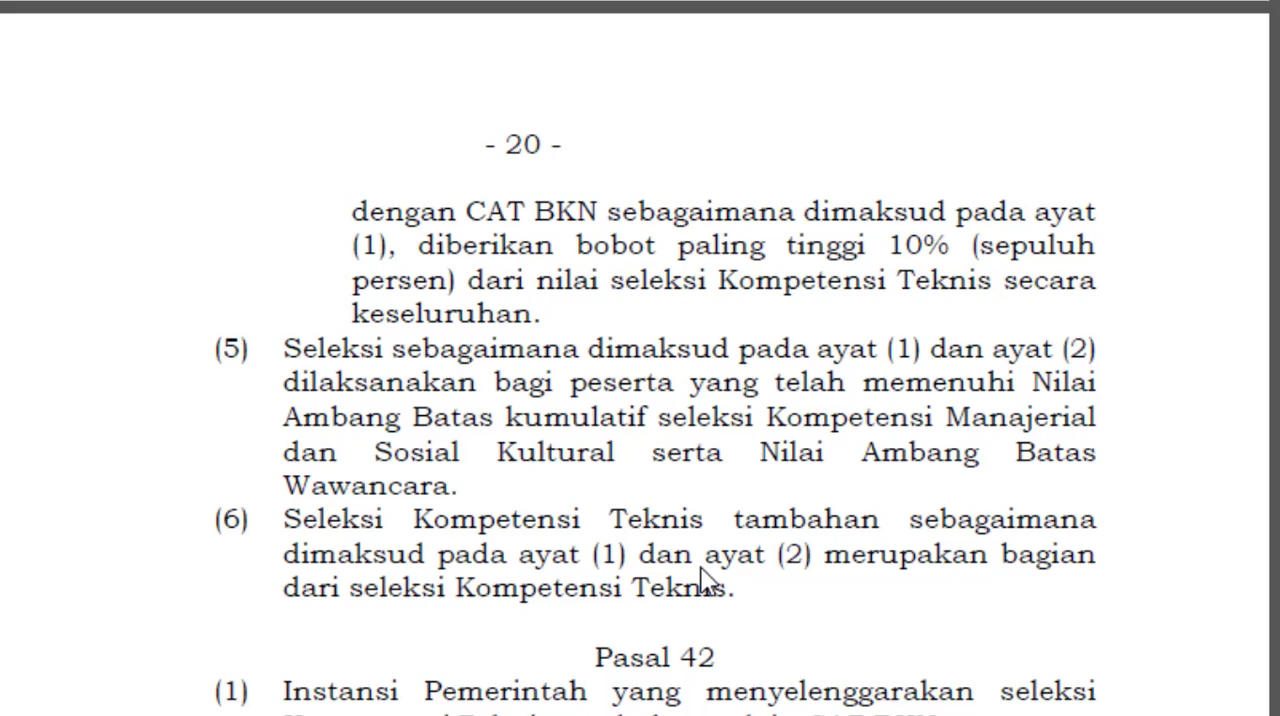 - 20 -
dengan CAT BKN sebagaimana dimaksud pada ayat
(1), diberikan bobot paling tinggi 10% (sepuluh
persen) dari nilai seleksi Kompetensi Teknis secara
keseluruhan.
(5) Seleksi sebagaimana dimaksud pada ayat (1) dan ayat (2)
dilaksanakan bagi peserta yang telah memenuhi Nilai
Ambang Batas kumulatif seleksi Kompetensi Manajerial
dan Sosial Kultural serta Nilai Ambang Batas
Wawancara.
(6) Seleksi Kompetensi Teknis tambahan sebagaimana
dimaksud pada ayat (1) dan ayat (2) merupakan bagian
dari seleksi Kompetensi Teknis.
Pasal 42
(1) Instansi Pemerintah yang menyelenggarakan seleksi